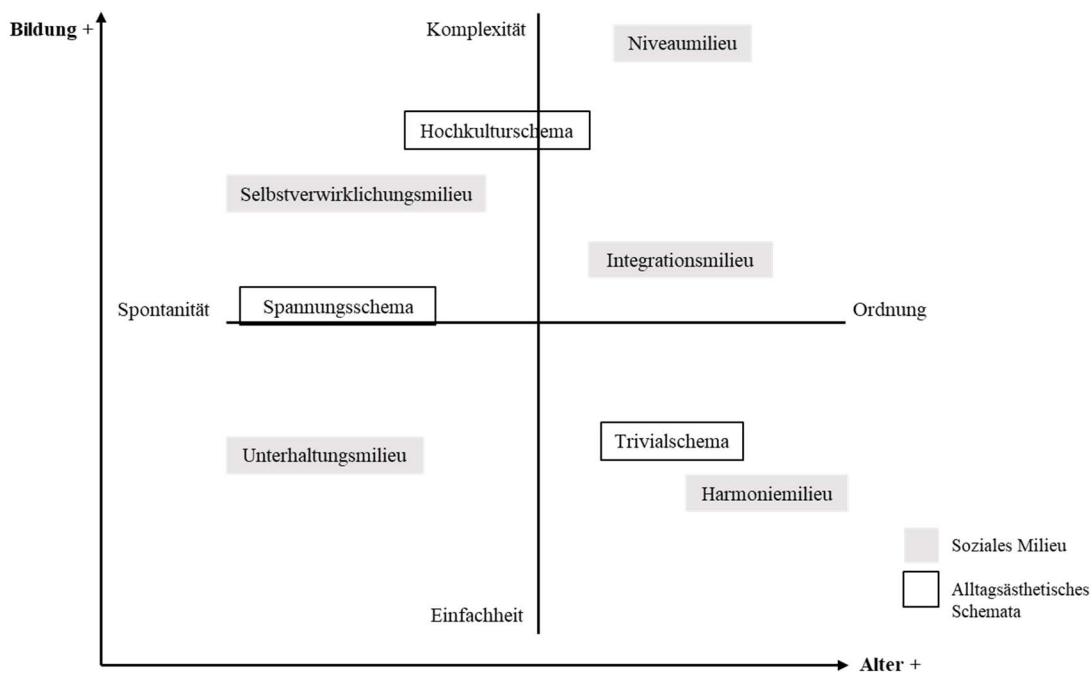 Bildung +
Komplexität
Niveaumilieu
Hochkulturschema
Selbstverwirklichungsmilieu
Integrationsmilieu
Spontanität
Spannungsschema
Ordnung
Unterhaltungsmilieu
Trivialschema
Harmoniemilieu
Soziales Milieu
Alltagsästhetisches
Schemata
Einfachheit
Alter +